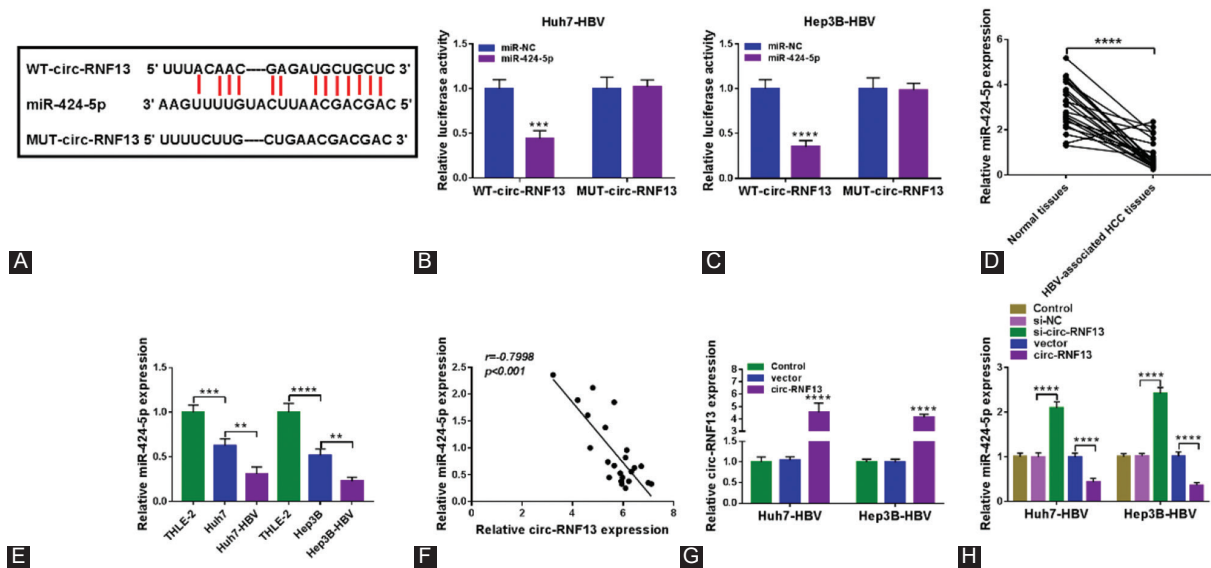 WT-circ-RNF13 5' UUUACAAC----GAGAUGCUGCUC 3'
miR-424-5p 3' AAGUUUUGUACUUAACGACGAC 5'
MUT-circ-RNF13 5' UUUUCUUG ----CUGAACGACGAC 3'
A
Huh7-HBV
miR-NC
miR-424-5p
Relative luciferase activity
1.5
1.0
0.5
0.0
***
WT-circ-RNF13 MUT-circ-RNF13
B
Hep3B-HBV
miR-NC
miR-424-5p
Relative luciferase activity
1.5
1.0
0.5
0.0
****
WT-circ-RNF13 MUT-circ-RNF13
C
Relative miR-424-5p expression
6
4
2
0
****
Normal tissues
HBV-associated HCC tissues
D
Relative miR-424-5p expression
1.5
1.0
0.5
0.0
***
**
****
**
THLE-2
Huh7
Huh7-HBV
THLE-2
Hep3B
Hep3B-HBV
E
r=-0.7998
p<0.001
Relative miR-424-5p expression
2.5
2.0
1.5
1.0
0.5
0.0
0 2 4 6 8
Relative circ-RNF13 expression
F
Control
vector
circ-RNF13
Relative circ-RNF13 expression
6
5
4
3
2
1.0
0.5
0.0
****
****
Huh7-HBV Hep3B-HBV
G
Control
si-NC
si-circ-RNF13
vector
circ-RNF13
Relative miR-424-5p expression
3
2
1
0
****
****
****
****
Huh7-HBV Hep3B-HBV
H